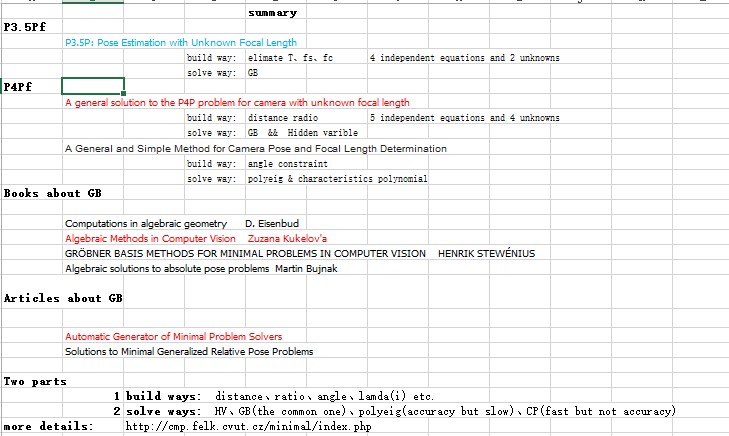 summary
P3.5Pf
P3.5P: Pose Estimation with Unknown Focal Length
build way: elimate T、fs、fc 4 independent equations and 2 unknowns
solve way: GB
P4Pf
A general solution to the P4P problem for camera with unknown focal length
build way: distance radio 5 independent equations and 4 unknowns
solve way: GB && Hidden varible
A General and Simple Method for Camera Pose and Focal Length Determination
build way: angle constraint
solve way: polyeig & characteristics polynomial
Books about GB
Computations in algebraic geometry D. Eisenbud
Algebraic Methods in Computer Vision Zuzana Kukelov'a
GRÖBNER BASIS METHODS FOR MINIMAL PROBLEMS IN COMPUTER VISION HENRIK STEWÉNIUS
Algebraic solutions to absolute pose problems Martin Bujnak
Articles about GB
Automatic Generator of Minimal Problem Solvers
Solutions to Minimal Generalized Relative Pose Problems
Two parts
1 build ways: distance、ratio、angle、lamda(i) etc.
2 solve ways: HV、GB(the common one)、polyeig(accuracy but slow)、CP(fast but not accuracy)
more details: http://cmp.felk.cvut.cz/minimal/index.php